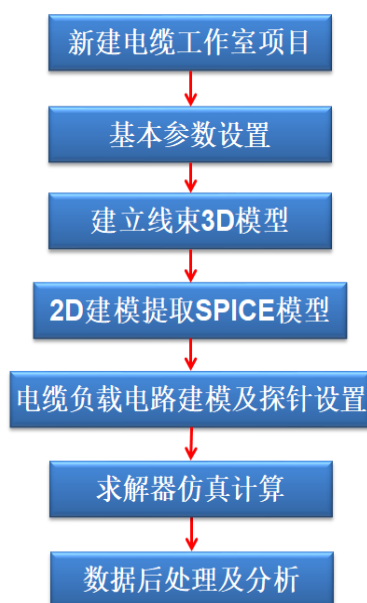 新建电缆工作室项目
基本参数设置
建立线束3D模型
2D建模提取SPICE模型
电缆负载电路建模及探针设置
求解器仿真计算
数据后处理及分析